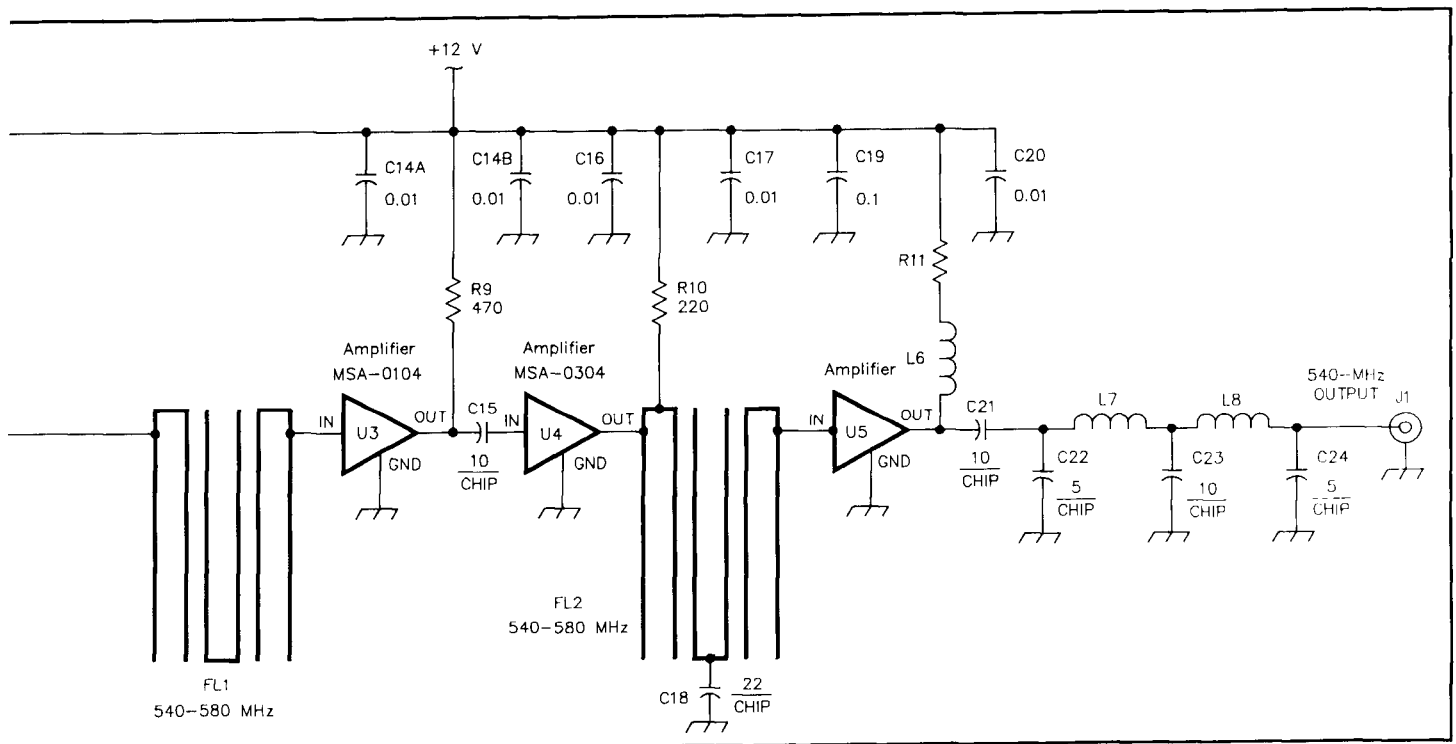 +12 V
C14A
0.01
C14B
0.01
C16
0.01
C17
0.01
C19
0.1
C20
0.01
R9
470
R10
220
R11
L6
Amplifier
MSA-0104
Amplifier
MSA-0304
Amplifier
IN
U3
OUT
GND
C15
10
CHIP
IN
U4
OUT
GND
IN
U5
OUT
GND
C21
10
CHIP
L7
L8
540-MHz
OUTPUT
J1
C22
5
CHIP
C23
10
CHIP
C24
5
CHIP
FL1
540-580 MHz
FL2
540-580 MHz
C18
22
CHIP